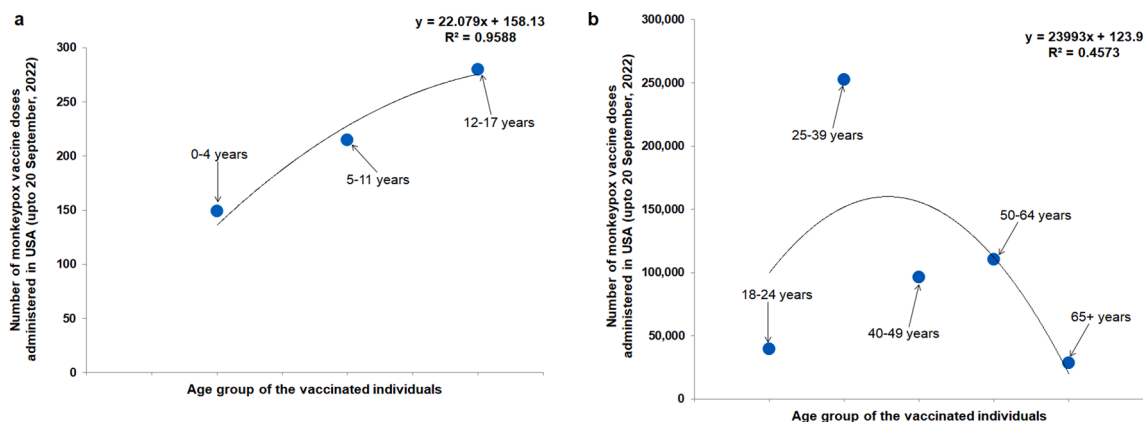 a
y = 22.079x + 158.13
R² = 0.9588
Number of monkeypox vaccine doses
administered in USA (upto 20 September, 2022)
300
250
200
150
100
50
0
0-4 years
5-11 years
12-17 years
Age group of the vaccinated individuals
b
y = 23993x + 123.9
R² = 0.4573
Number of monkeypox vaccine doses
administered in USA (upto 20 September, 2022)
300,000
250,000
200,000
150,000
100,000
50,000
0,000
25-39 years
18-24 years
40-49 years
50-64 years
65+ years
Age group of the vaccinated individuals